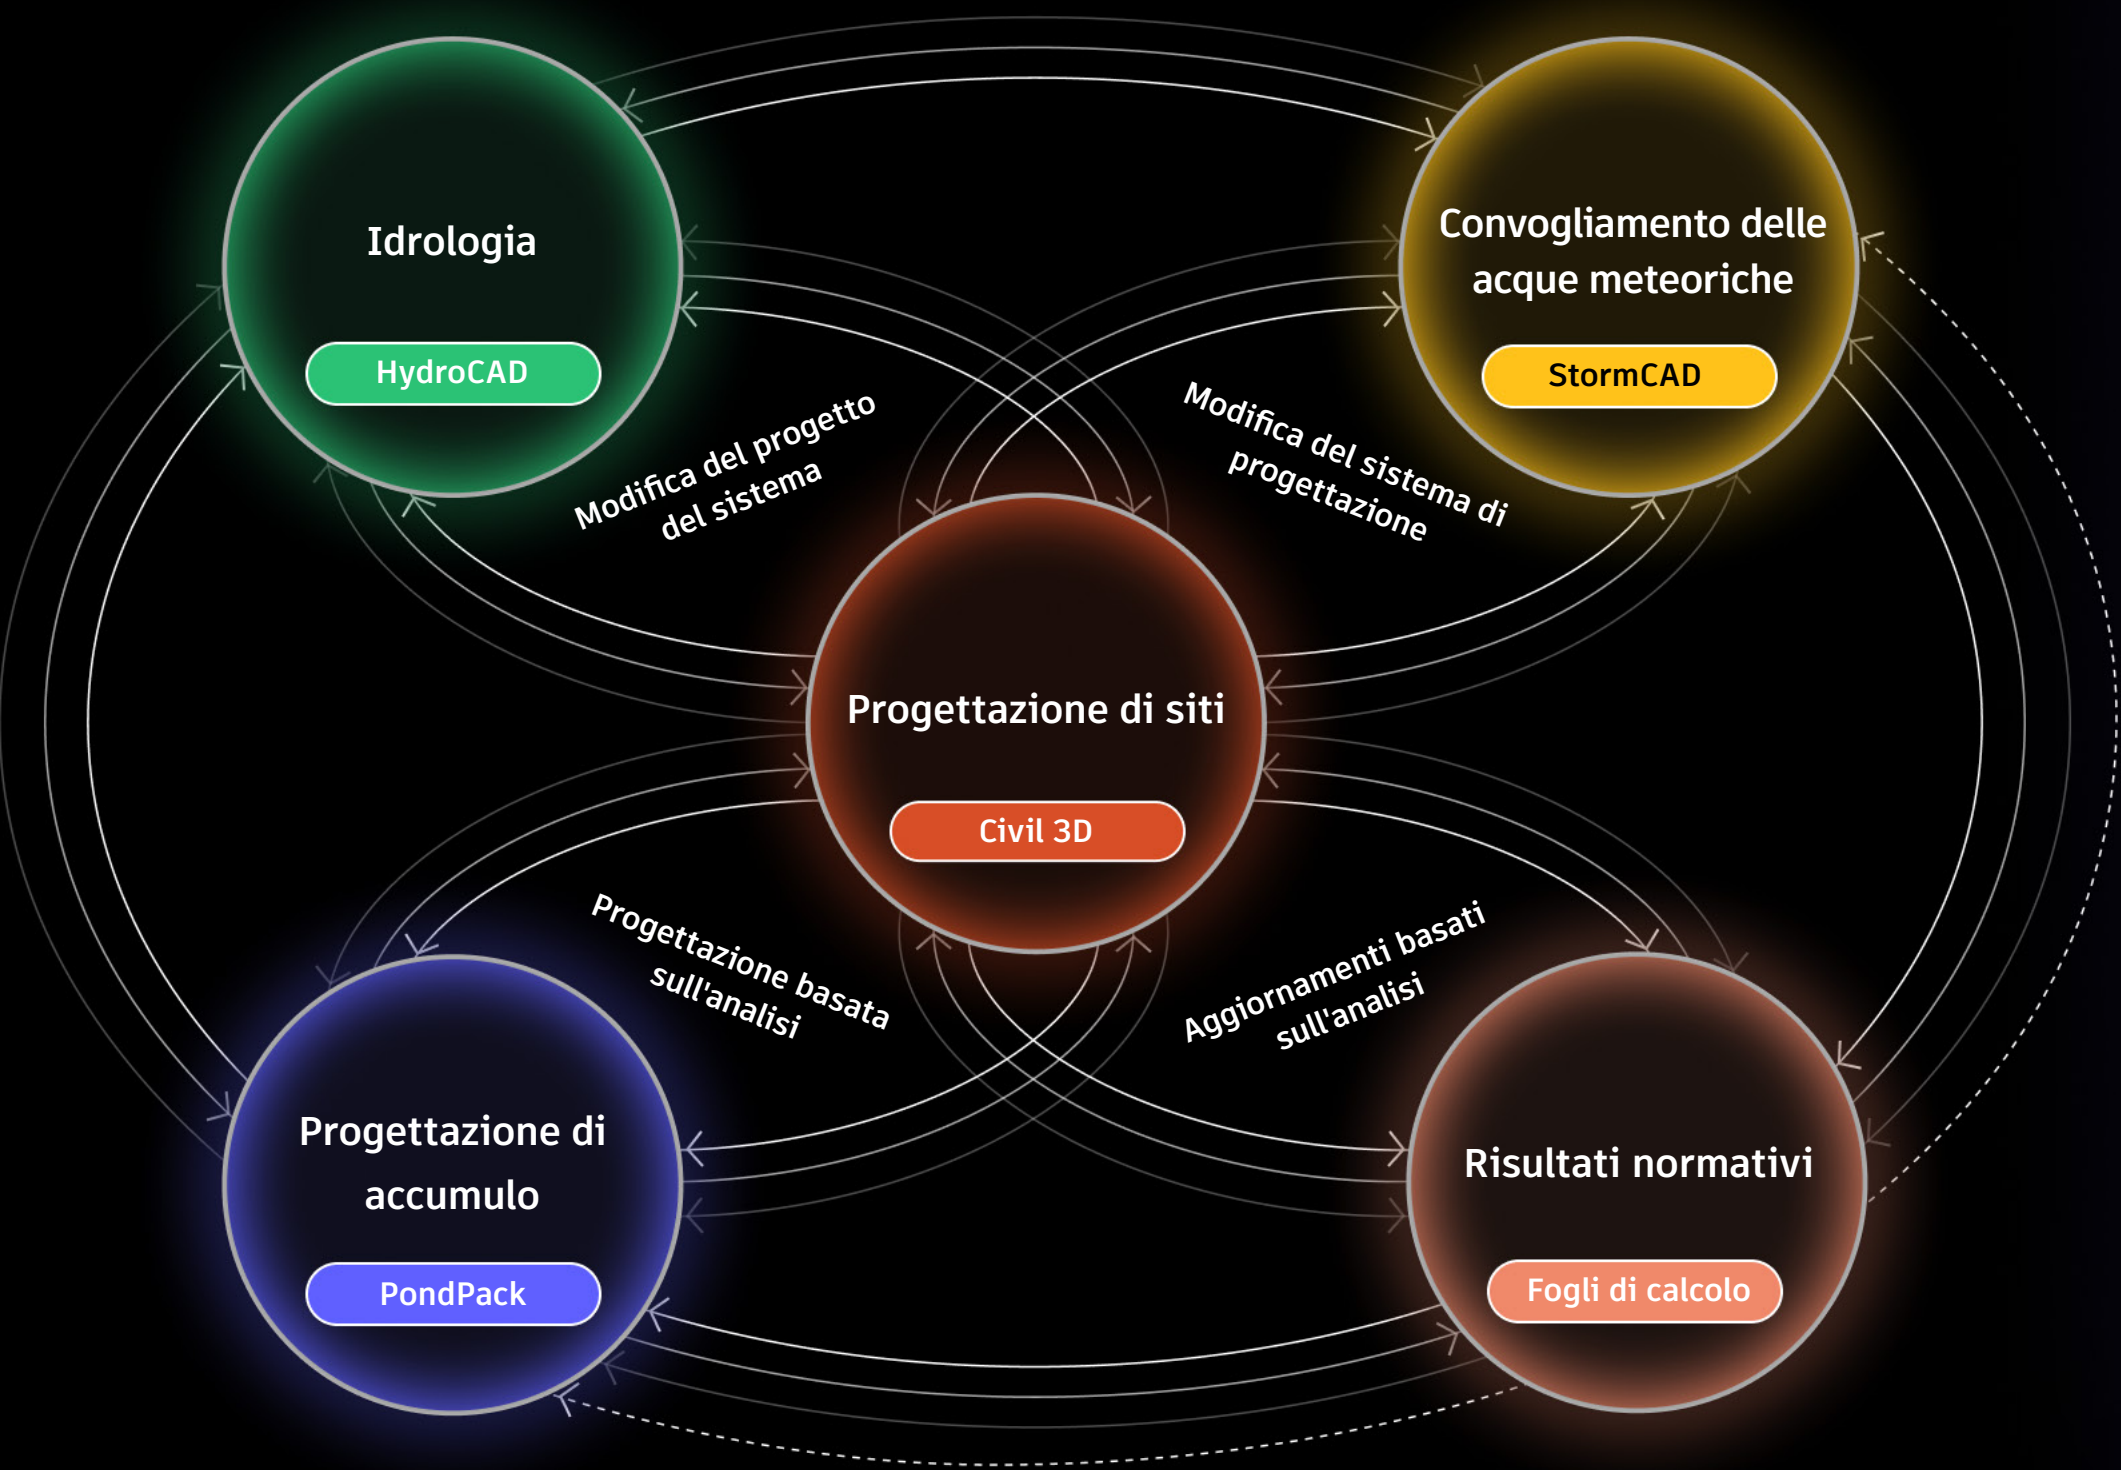 Idrologia
HydroCAD
Convogliamento delle
acque meteoriche
StormCAD
Modifica del progetto
del sistema
Modifica del sistema di
progettazione
Progettazione di siti
Civil 3D
Progettazione basata
sull'analisi
Aggiornamenti basati
sull'analisi
Progettazione di
accumulo
PondPack
Risultati normativi
Fogli di calcolo